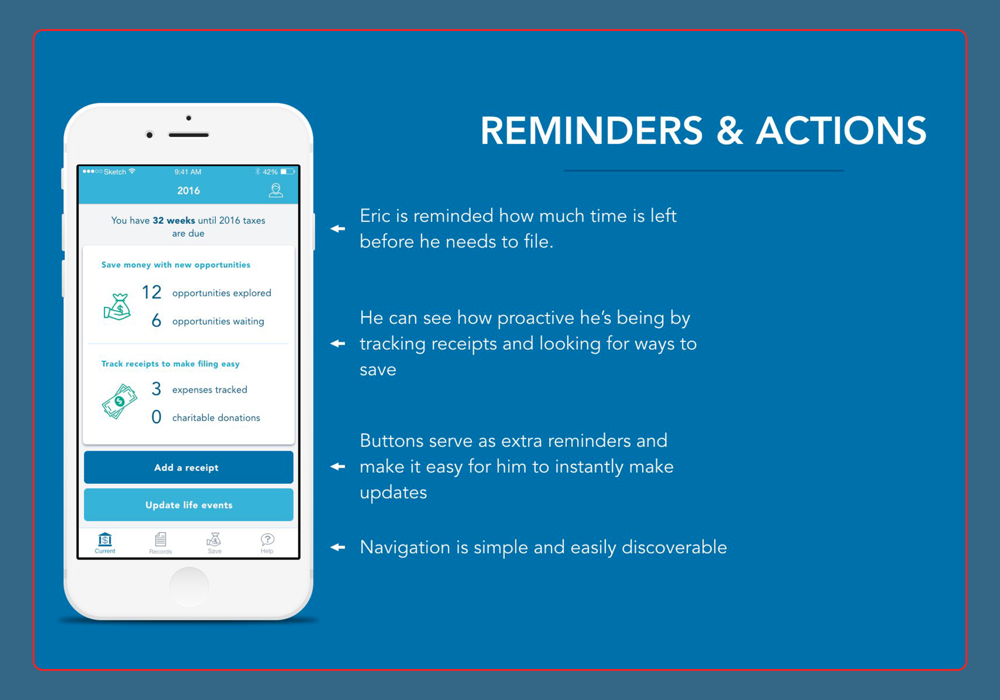 REMINDERS & ACTIONS
Sketch 9:41 AM 42%
2016
You have 32 weeks until 2016 taxes
are due
Save money with new opportunities
12 opportunities explored
6 opportunities waiting
Track receipts to make filing easy
3 expenses tracked
0 charitable donations
Add a receipt
Update life events
Current Records Save Help
Eric is reminded how much time is left
before he needs to file.
He can see how proactive he’s being by
tracking receipts and looking for ways to
save
Buttons serve as extra reminders and
make it easy for him to instantly make
updates
Navigation is simple and easily discoverable